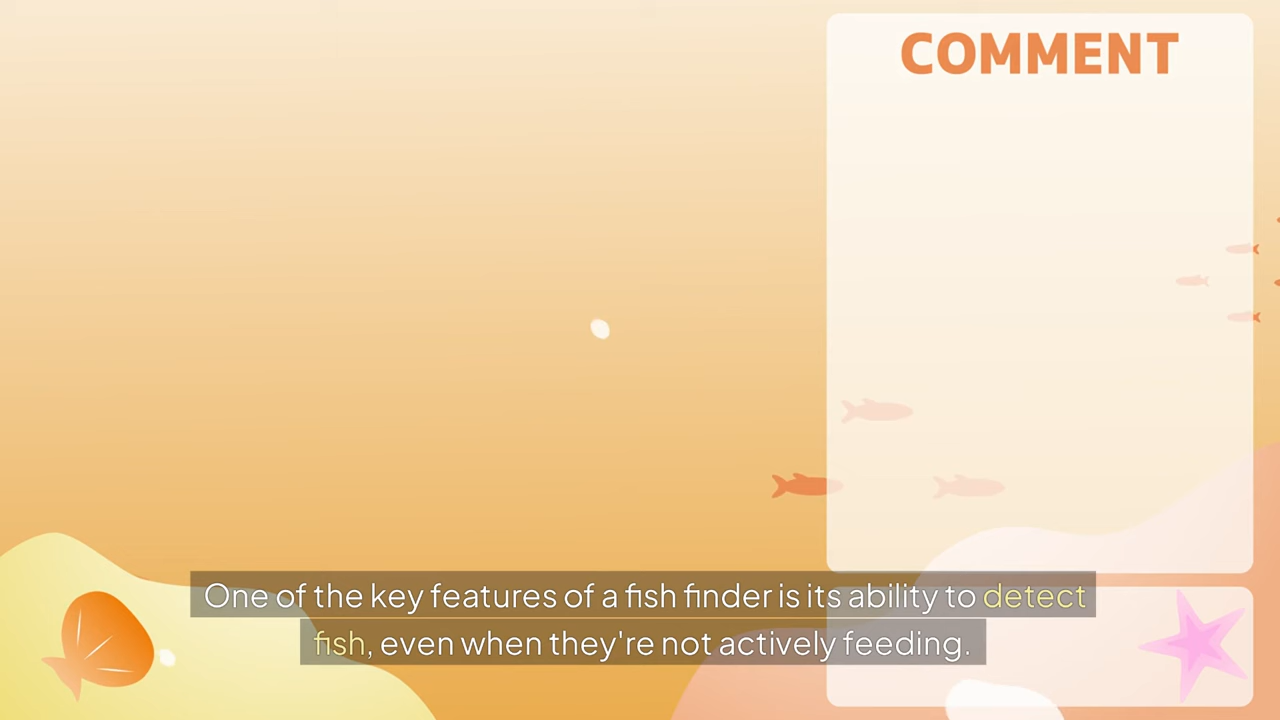 COMMENT
One of the key features of a fish finder is its ability to detect
fish, even when they're not actively feeding.